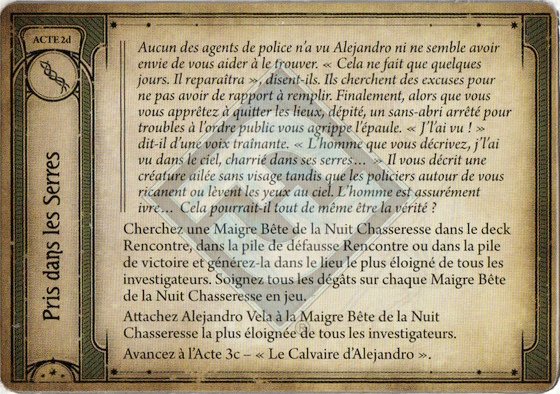 ACTE 2d
Pris dans les Serres
Aucun des agents de police n'a vu Alejandro ni ne semble avoir
envie de vous aider à le trouver. « Cela ne fait que quelques
jours. Il reparaîtra », disent-ils. Ils cherchent des excuses pour
ne pas avoir de rapport à remplir. Finalement, alors que vous
vous apprêtez à quitter les lieux, dépité, un sans-abri arrêté pour
troubles à l'ordre public vous agrippe l'épaule. « J'l'ai vu ! »
dit-il d'une voix traînante. « L'homme que vous décrivez, j'l'ai
vu dans le ciel, charrié dans ses serres… » Il vous décrit une
créature ailée sans visage tandis que les policiers autour de vous
ricanent ou lèvent les yeux au ciel. L'homme est assurément
ivre… Cela pourrait-il tout de même être la vérité ?
Cherchez une Maigre Bête de la Nuit Chasseresse dans le deck
Rencontre, dans la pile de défausse Rencontre ou dans la pile
de victoire et générez-la dans le lieu le plus éloigné de tous les
investigateurs. Soignez tous les dégâts sur chaque Maigre Bête
de la Nuit Chasseresse en jeu.
Attachez Alejandro Vela à la Maigre Bête de la Nuit
Chasseresse la plus éloignée de tous les investigateurs.
Avancez à l'Acte 3c – « Le Calvaire d'Alejandro ».